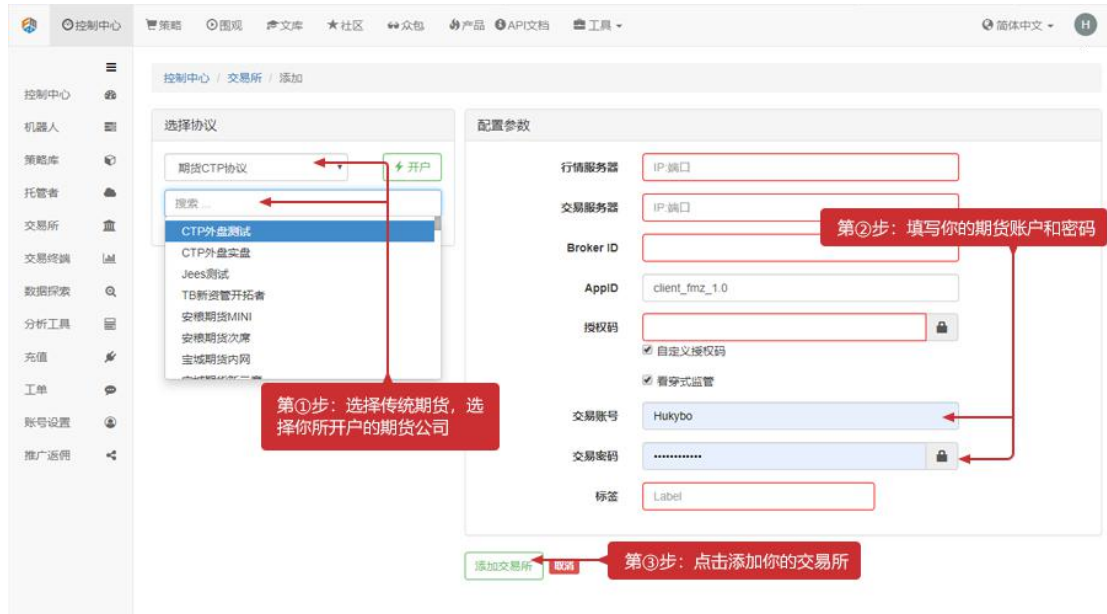 控制中心 策略 围观 文库 社区 众包 产品 API文档 工具 简体中文 H
控制中心 / 交易所 / 添加
控制中心
机器人
策略库
托管者
交易所
交易终端
数据探索
分析工具
充值
工单
账号设置
推广返佣
选择协议
期货CTP协议 开户
搜索 ...
CTP外盘测试
CTP外盘实盘
Jees测试
TB新资管开拓者
安粮期货MINI
安粮期货次席
宝城期货内网
第①步：选择传统期货，选
择你所开户的期货公司
配置参数
行情服务器 IP:端口
交易服务器 IP:端口
第②步：填写你的期货账户和密码
Broker ID
AppID client_fmz_1.0
授权码
自定义授权码
看穿式监管
交易账号 Hukybo
交易密码 ............
标签 Label
添加交易所 取消
第③步：点击添加你的交易所